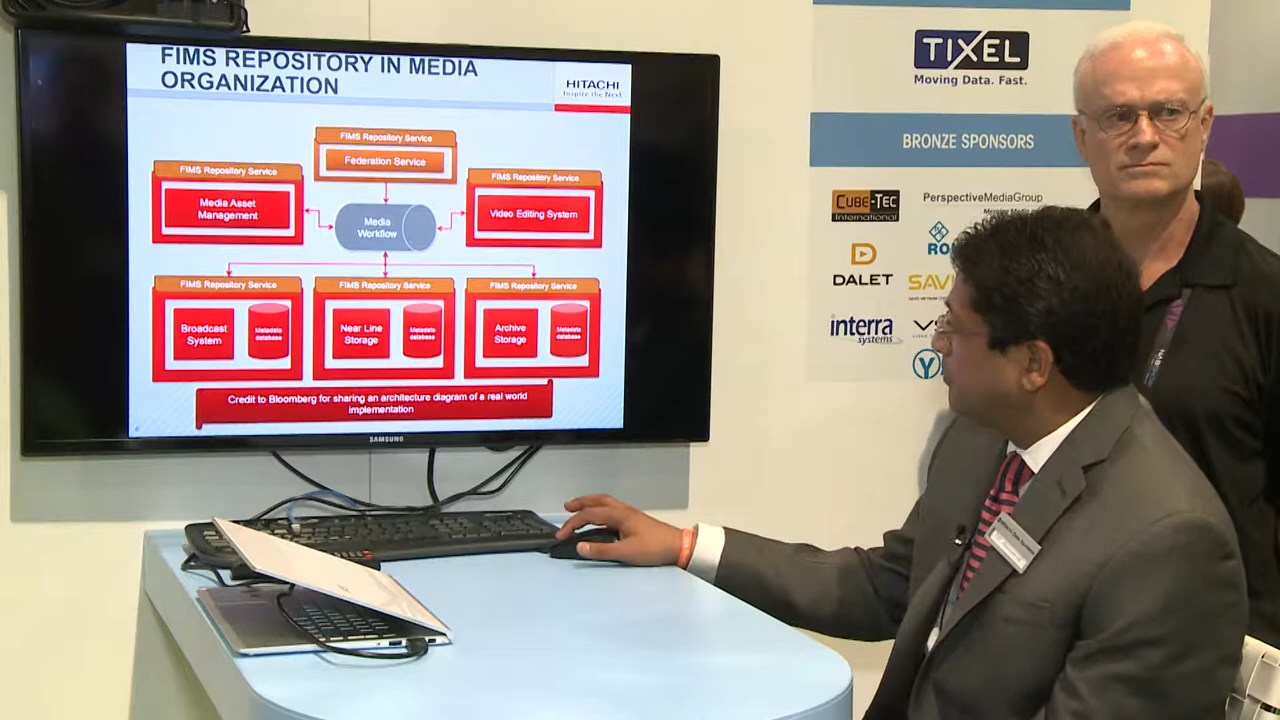 FIMS REPOSITORY IN MEDIA
ORGANIZATION
HITACHI
Inspire the Next
FIMS Repository Service
Federation Service
FIMS Repository Service
Media Asset
Management
Media
Workflow
FIMS Repository Service
Video Editing System
FIMS Repository Service
Broadcast
System
Metadata
database
FIMS Repository Service
Near Line
Storage
Metadata
database
FIMS Repository Service
Archive
Storage
Metadata
database
Credit to Bloomberg for sharing an architecture diagram of a real world
implementation
SAMSUNG
TIXEL
Moving Data. Fast.
BRONZE SPONSORS
CUBE-TEC
International
PerspectiveMediaGroup
DALET
interra
systems